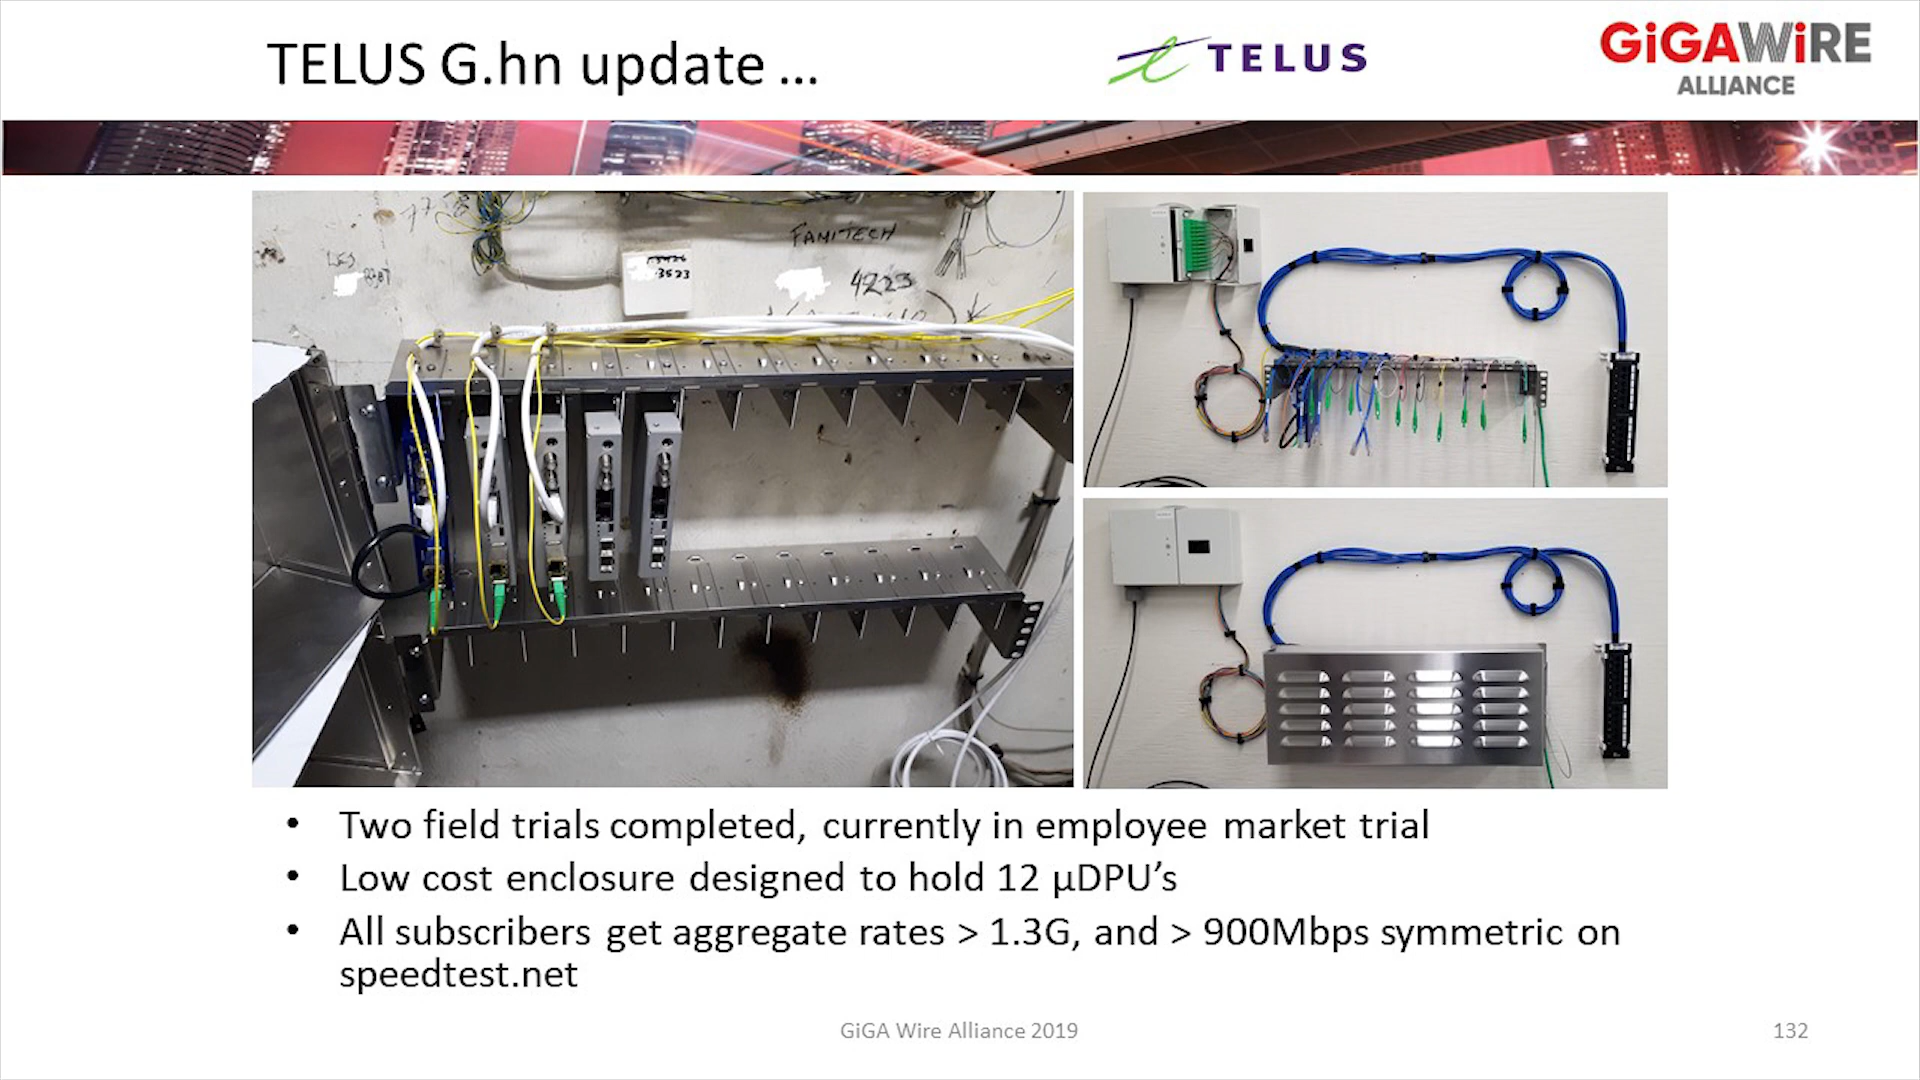 TELUS G.hn update ...
TELUS
GiGAWiRE
ALLIANCE
FAMITECH
4223
3523
• Two field trials completed, currently in employee market trial
• Low cost enclosure designed to hold 12 µDPU’s
• All subscribers get aggregate rates > 1.3G, and > 900Mbps symmetric on
speedtest.net
GiGA Wire Alliance 2019
132